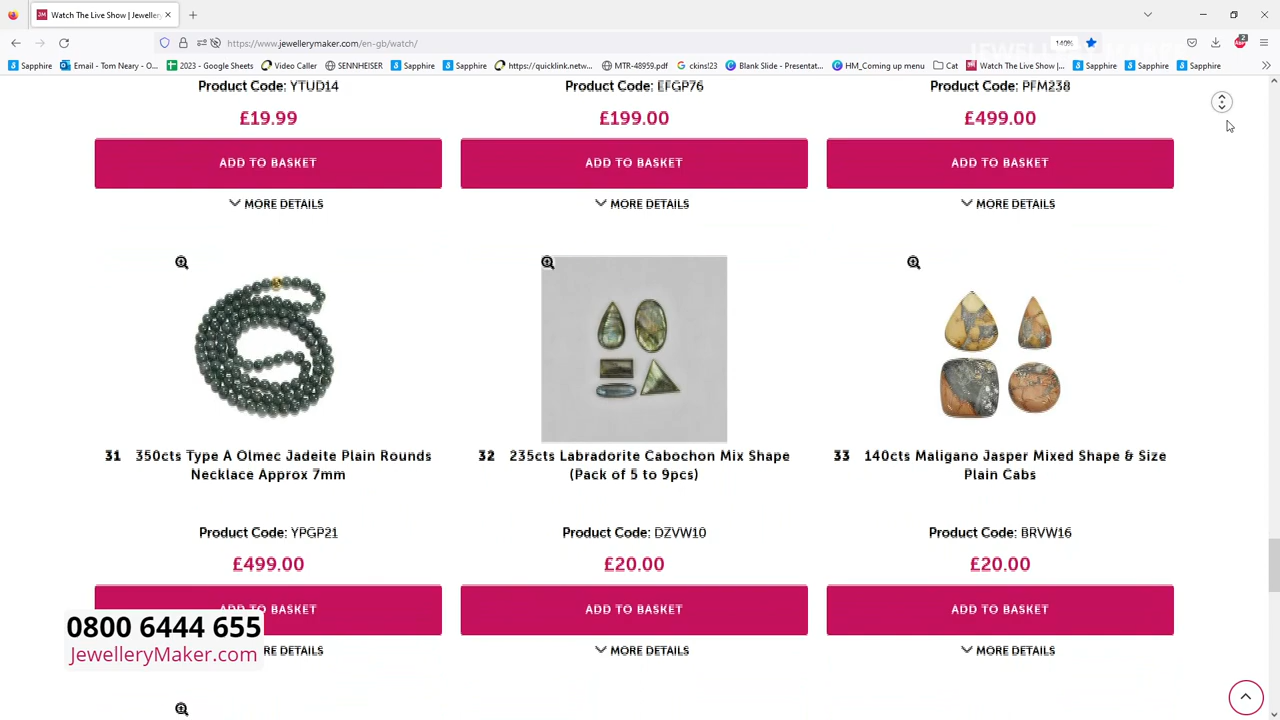 Watch The Live Show | Jeweller
https://www.jewellerymaker.com gb/watch/
140%
2
Sapphire
Email - Tom Neary - O...
2023 - Google Sheets
Video Caller
SENNHEISER
Sapphire
Sapphire
https://quicklink.netw...
MTR-48959.pdf
ckins!23
Blank Slide - Presentat...
HM_Coming up menu
Cat
Watch The Live Show |...
Sapphire
Sapphire
Sapphire
Product Code: YTUD14
£19.99
ADD TO BASKET
MORE DETAILS
Product Code: EFGP76
£199.00
ADD TO BASKET
MORE DETAILS
Product Code: PFM238
£499.00
ADD TO BASKET
MORE DETAILS
31 350cts Type A Olmec Jadeite Plain Rounds
Necklace Approx 7mm
Product Code: YPGP21
£499.00
ADD TO BASKET
RE DETAILS
32 235cts Labradorite Cabochon Mix Shape
(Pack of 5 to 9pcs)
Product Code: DZVW10
£20.00
ADD TO BASKET
MORE DETAILS
33 140cts Maligano Jasper Mixed Shape & Size
Plain Cabs
Product Code: BRVW16
£20.00
ADD TO BASKET
MORE DETAILS
0800 6444 655
JewelleryMaker.com